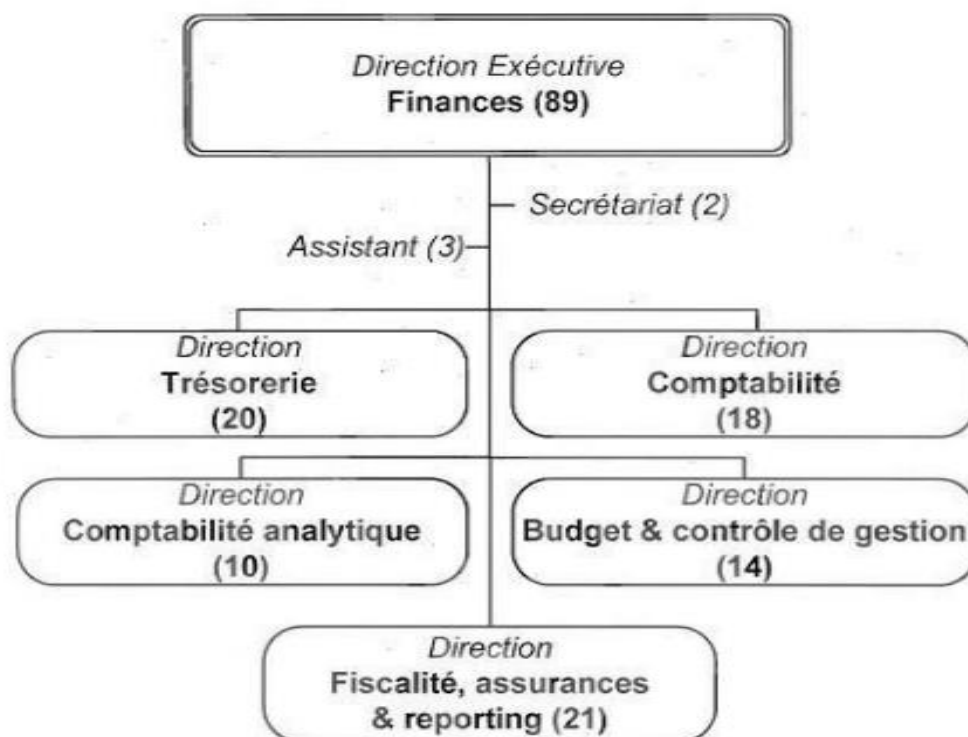 Direction Exécutive
Finances (89)
Secrétariat (2)
Assistant (3)
Direction
Trésorerie
(20)
Direction
Comptabilité
(18)
Direction
Comptabilité analytique
(10)
Direction
Budget & contrôle de gestion
(14)
Direction
Fiscalité, assurances
& reporting (21)